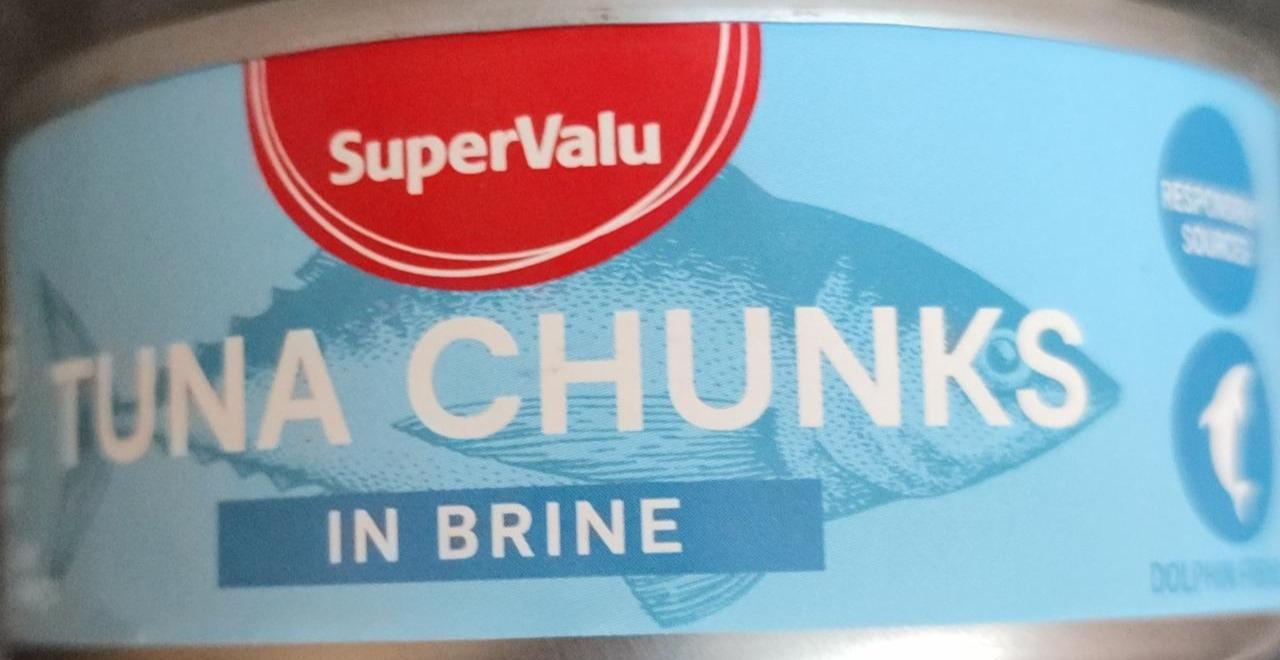 SuperValu
TUNA CHUNKS
IN BRINE
RESPONSIBLY
SOURCED
DOLPHIN